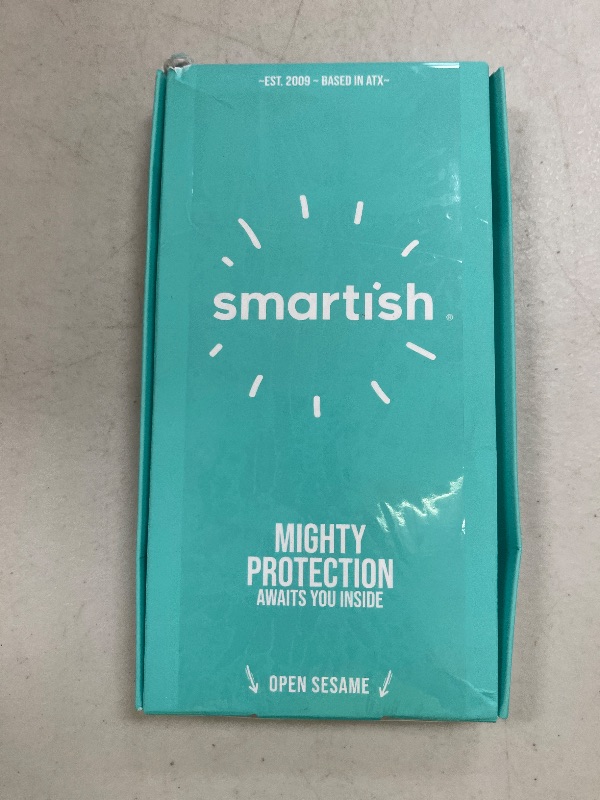 ~EST. 2009 ~ BASED IN ATX~
smartish®
MIGHTY
PROTECTION
AWAITS YOU INSIDE
OPEN SESAME